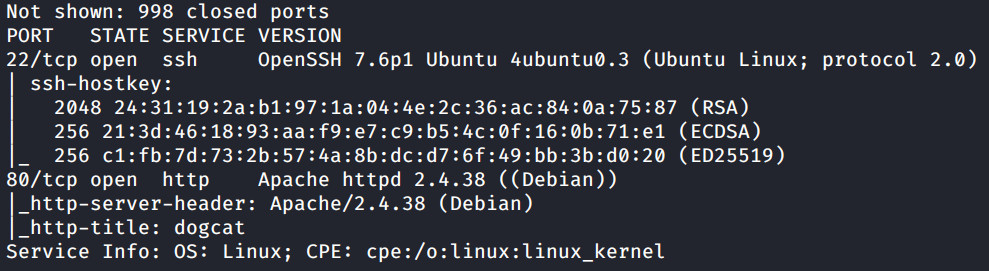 Not shown: 998 closed ports
PORT   STATE SERVICE VERSION
22/tcp open  ssh     OpenSSH 7.6p1 Ubuntu 4ubuntu0.3 (Ubuntu Linux; protocol 2.0)
| ssh-hostkey:
|   2048 24:31:19:2a:b1:97:1a:04:4e:2c:36:ac:84:0a:75:87 (RSA)
|   256 21:3d:46:18:93:aa:f9:e7:c9:b5:4c:0f:16:0b:71:e1 (ECDSA)
|_  256 c1:fb:7d:73:2b:57:4a:8b:dc:d7:6f:49:bb:3b:d0:20 (ED25519)
80/tcp open  http    Apache httpd 2.4.38 ((Debian))
|_http-server-header: Apache/2.4.38 (Debian)
|_http-title: dogcat
Service Info: OS: Linux; CPE: cpe:/o:linux:linux_kernel